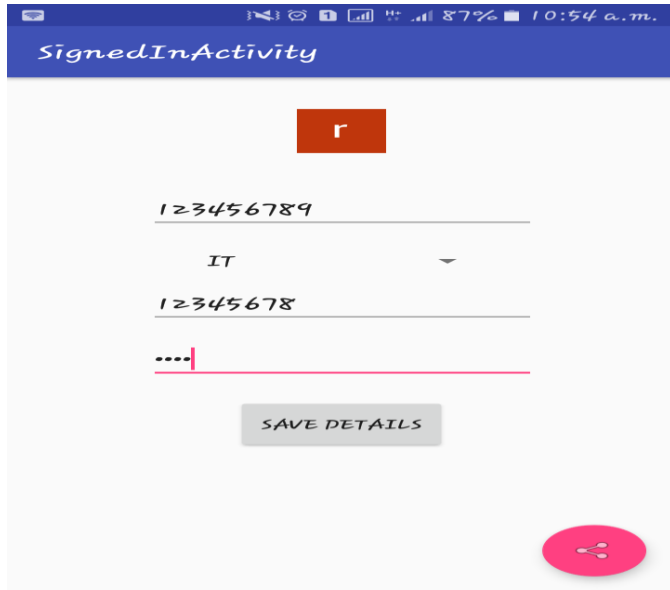 87% 10:54 a.m.
SignedInActivity
r
123456789
IT
12345678
••••
SAVE DETAILS